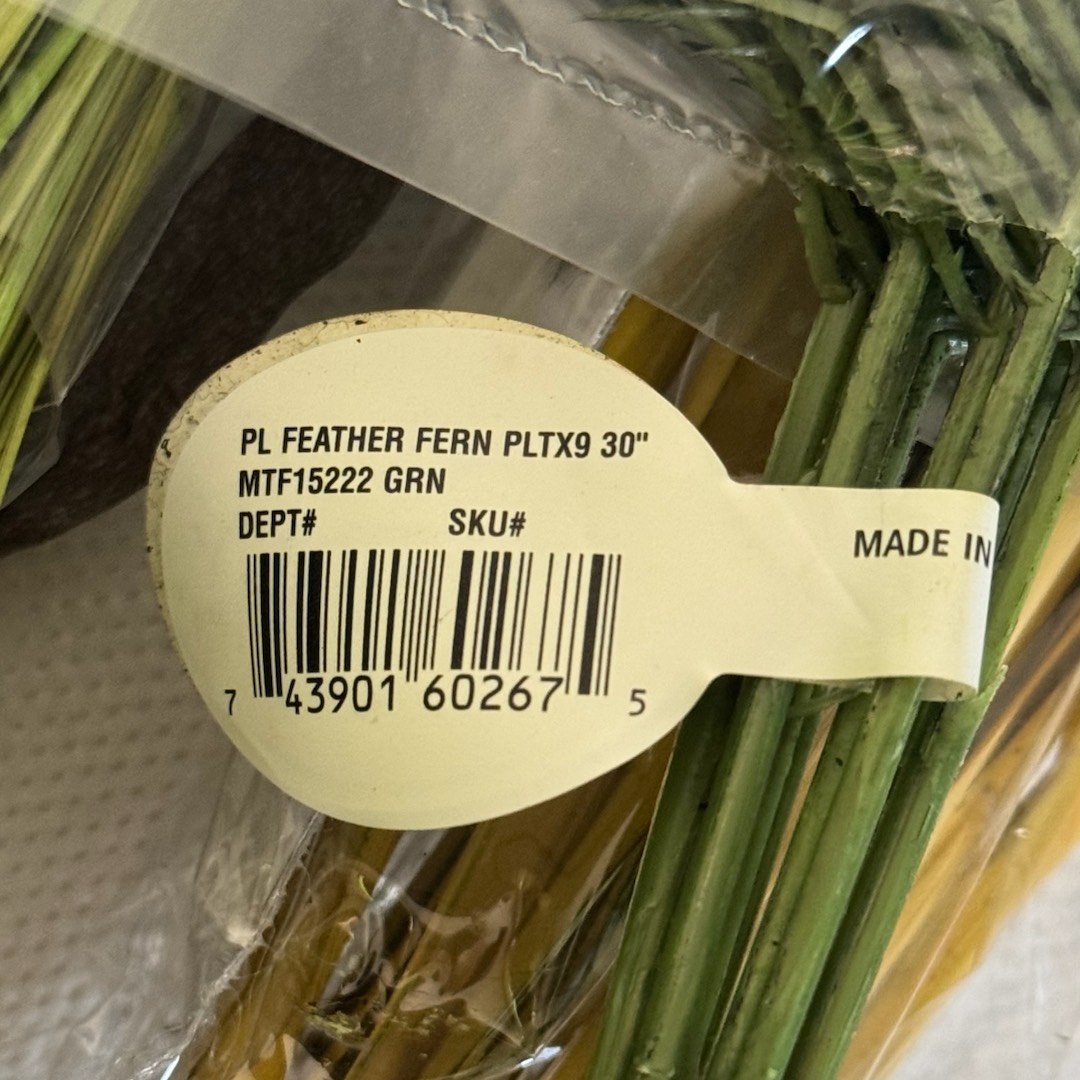 PL FEATHER FERN PLTX9 30"
MTF15222 GRN
DEPT# SKU#
MADE IN
7 43901 60267 5